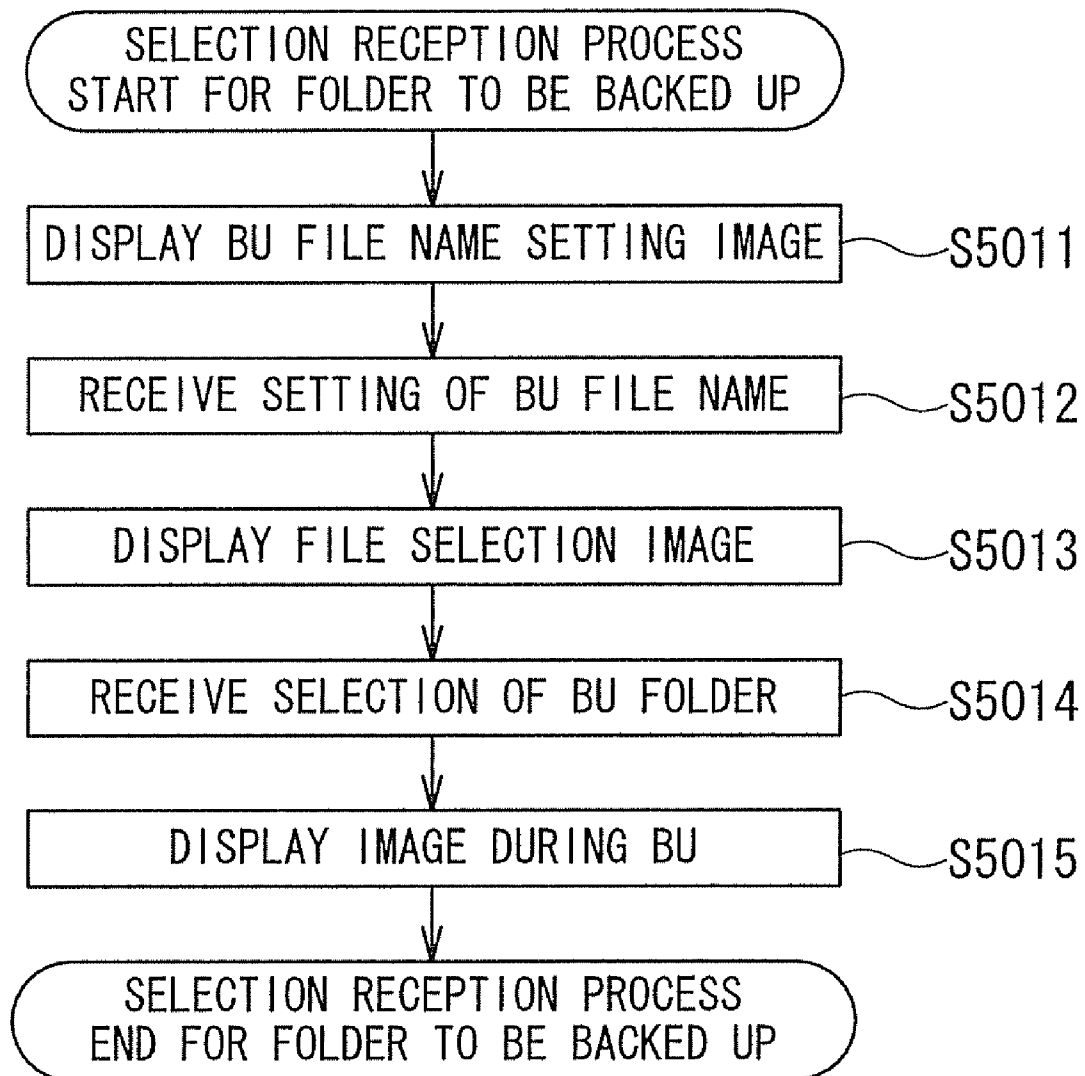 SELECTION RECEPTION PROCESS
START FOR FOLDER TO BE BACKED UP
DISPLAY BU FILE NAME SETTING IMAGE
S5011
RECEIVE SETTING OF BU FILE NAME
S5012
DISPLAY FILE SELECTION IMAGE
S5013
RECEIVE SELECTION OF BU FOLDER
S5014
DISPLAY IMAGE DURING BU
S5015
SELECTION RECEPTION PROCESS
END FOR FOLDER TO BE BACKED UP